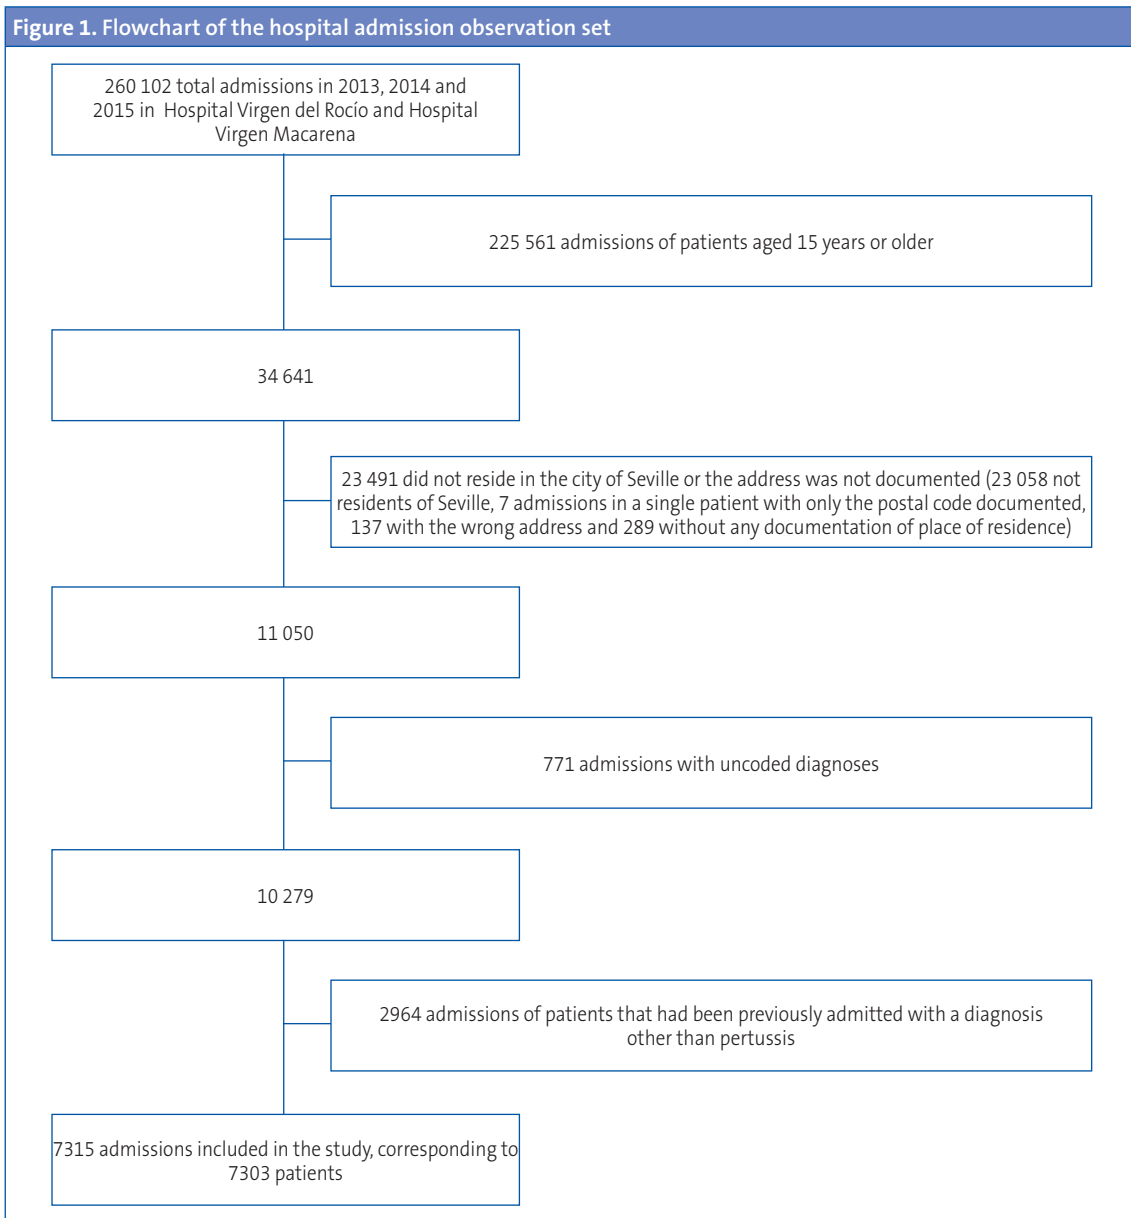 Figure 1. Flowchart of the hospital admission observation set
260 102 total admissions in 2013, 2014 and
2015 in Hospital Virgen del Rocío and Hospital
Virgen Macarena
225 561 admissions of patients aged 15 years or older
34 641
23 491 did not reside in the city of Seville or the address was not documented (23 058 not
residents of Seville, 7 admissions in a single patient with only the postal code documented,
137 with the wrong address and 289 without any documentation of place of residence)
11 050
771 admissions with uncoded diagnoses
10 279
2964 admissions of patients that had been previously admitted with a diagnosis
other than pertussis
7315 admissions included in the study, corresponding to
7303 patients